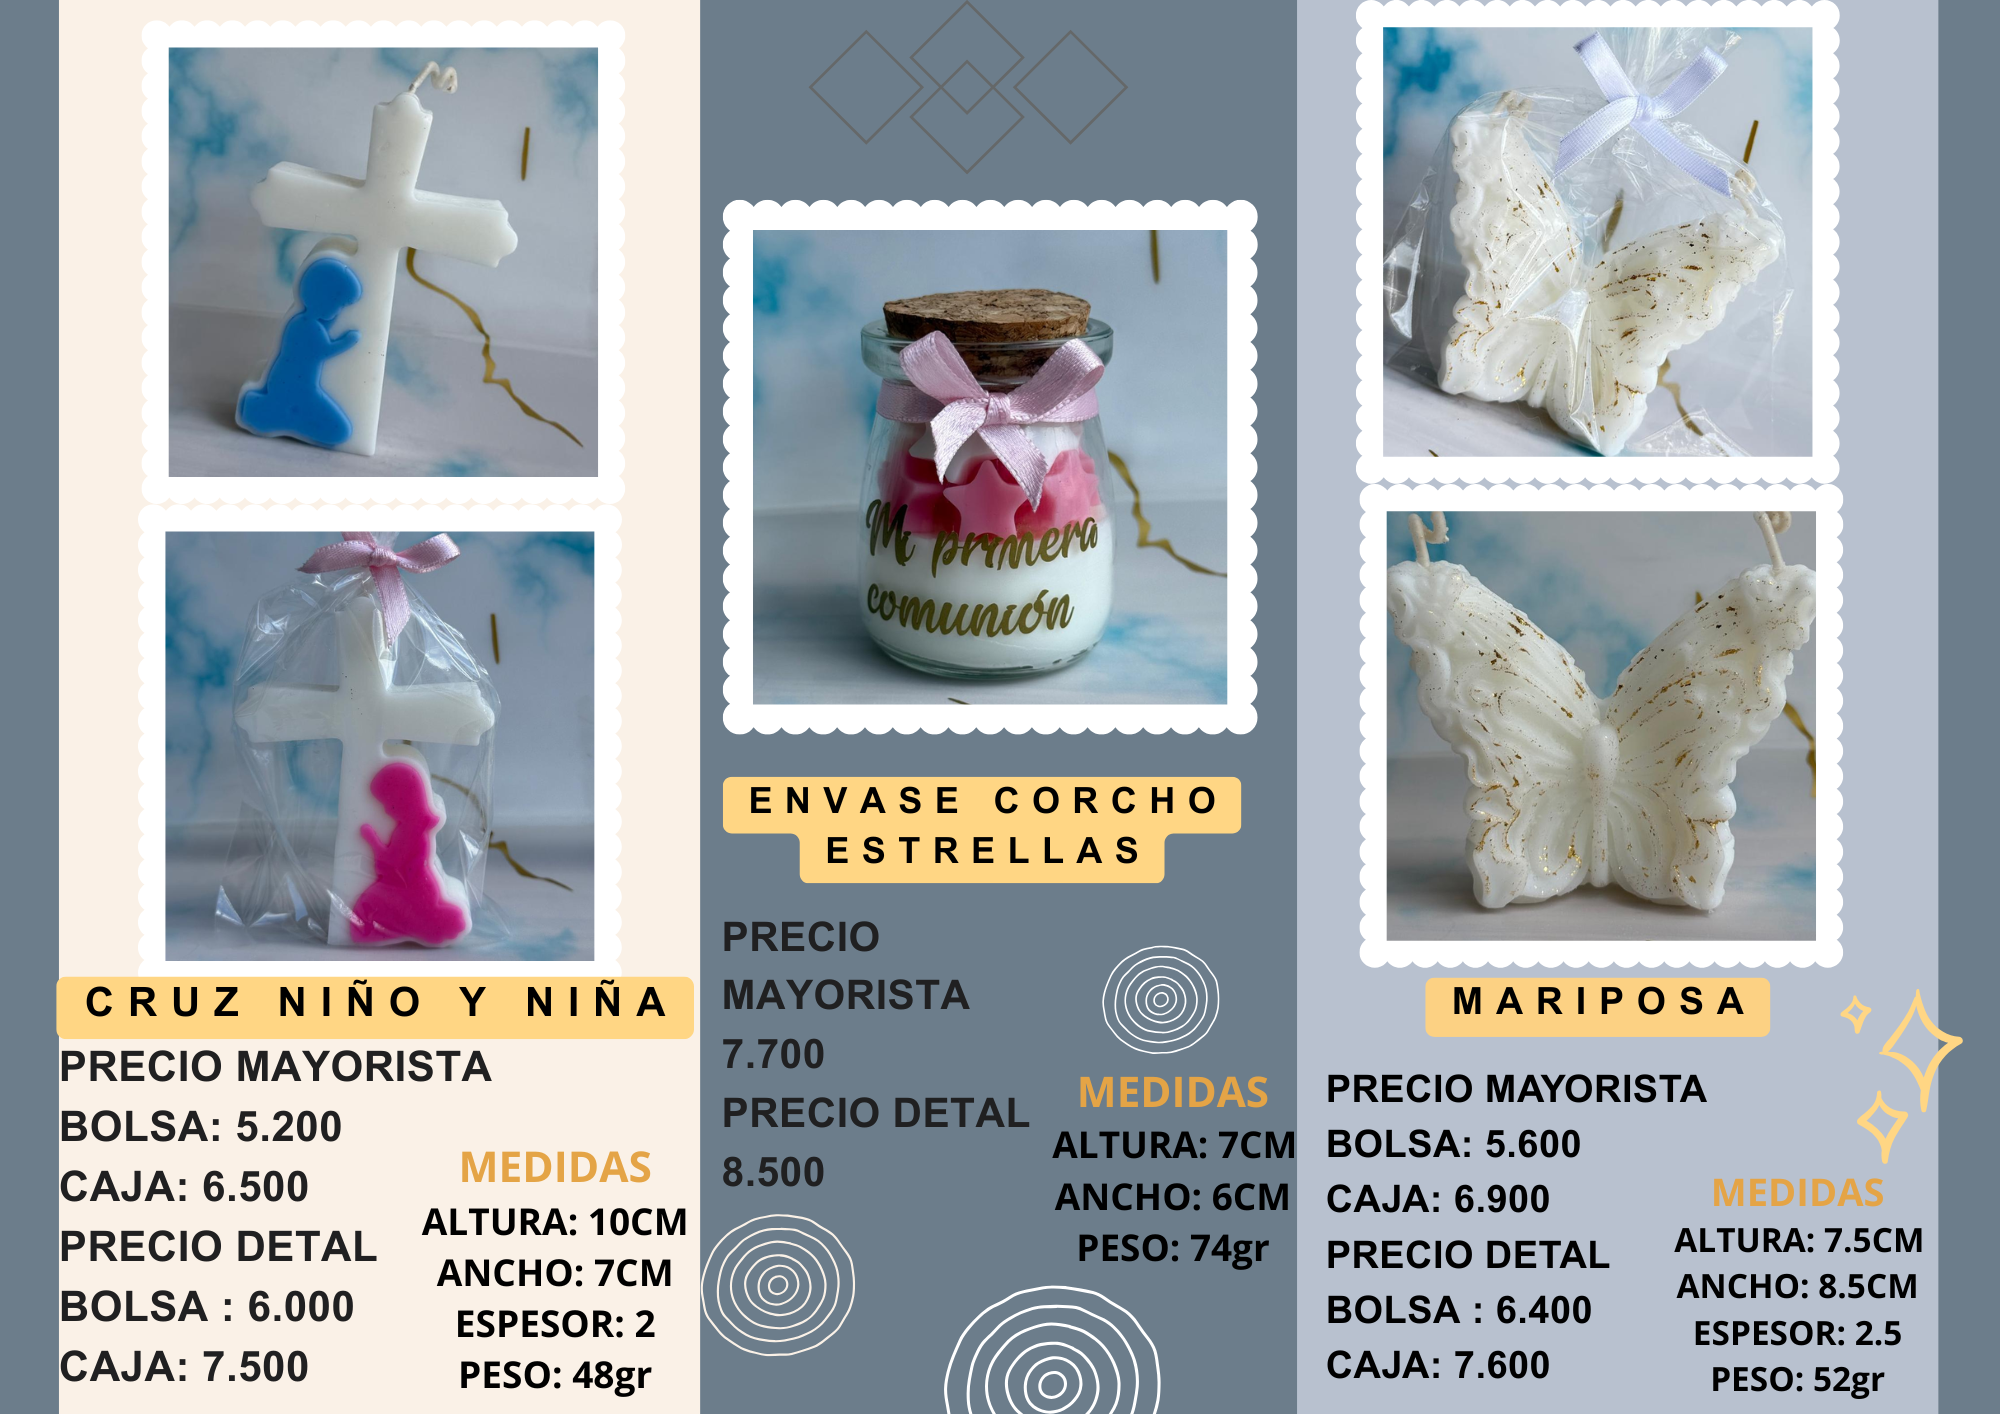 CRUZ NIÑO Y NIÑA
PRECIO MAYORISTA
BOLSA: 5.200
CAJA: 6.500
PRECIO DETAL
BOLSA : 6.000
CAJA: 7.500
MEDIDAS
ALTURA: 10CM
ANCHO: 7CM
ESPESOR: 2
PESO: 48gr
Mi primera
comunión
ENVASE CORCHO
ESTRELLAS
PRECIO
MAYORISTA
7.700
PRECIO DETAL
8.500
MEDIDAS
ALTURA: 7CM
ANCHO: 6CM
PESO: 74gr
MARIPOSA
PRECIO MAYORISTA
BOLSA: 5.600
CAJA: 6.900
PRECIO DETAL
BOLSA : 6.400
CAJA: 7.600
MEDIDAS
ALTURA: 7.5CM
ANCHO: 8.5CM
ESPESOR: 2.5
PESO: 52gr